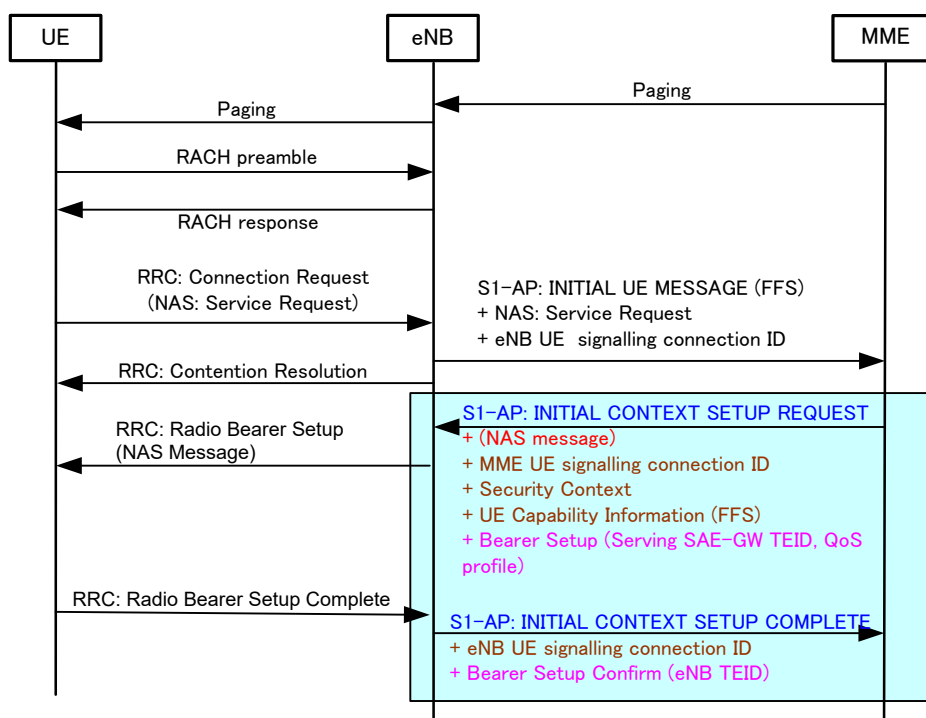 UE
eNB
MME
Paging
Paging
RACH preamble
RACH response
RRC: Connection Request
(NAS: Service Request)
S1-AP: INITIAL UE MESSAGE (FFS)
+ NAS: Service Request
+ eNB UE signalling connection ID
RRC: Contention Resolution
S1-AP: INITIAL CONTEXT SETUP REQUEST
+ (NAS message)
+ MME UE signalling connection ID
+ Security Context
+ UE Capability Information (FFS)
+ Bearer Setup (Serving SAE-GW TEID, QoS
profile)
RRC: Radio Bearer Setup
(NAS Message)
RRC: Radio Bearer Setup Complete
S1-AP: INITIAL CONTEXT SETUP COMPLETE
+ eNB UE signalling connection ID
+ Bearer Setup Confirm (eNB TEID)